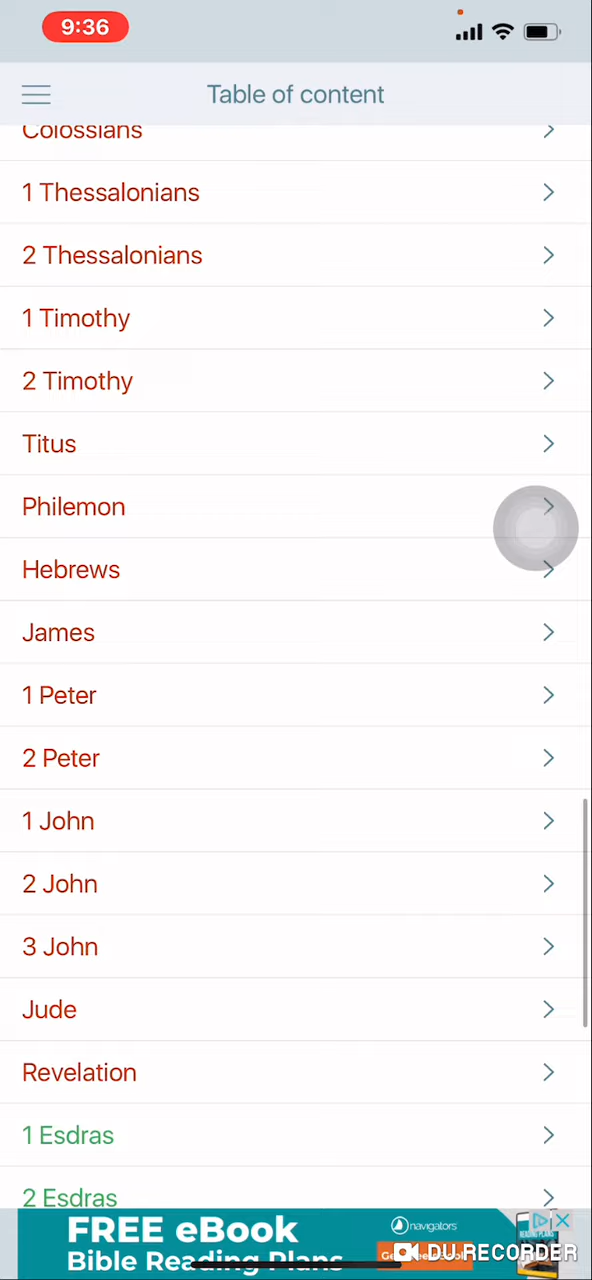 9:36
Table of content
Colossians
1 Thessalonians
2 Thessalonians
1 Timothy
2 Timothy
Titus
Philemon
Hebrews
James
1 Peter
2 Peter
1 John
2 John
3 John
Jude
Revelation
1 Esdras
2 Esdras
FREE eBook
Bible Reading Plans
navigators
DU RECORDER